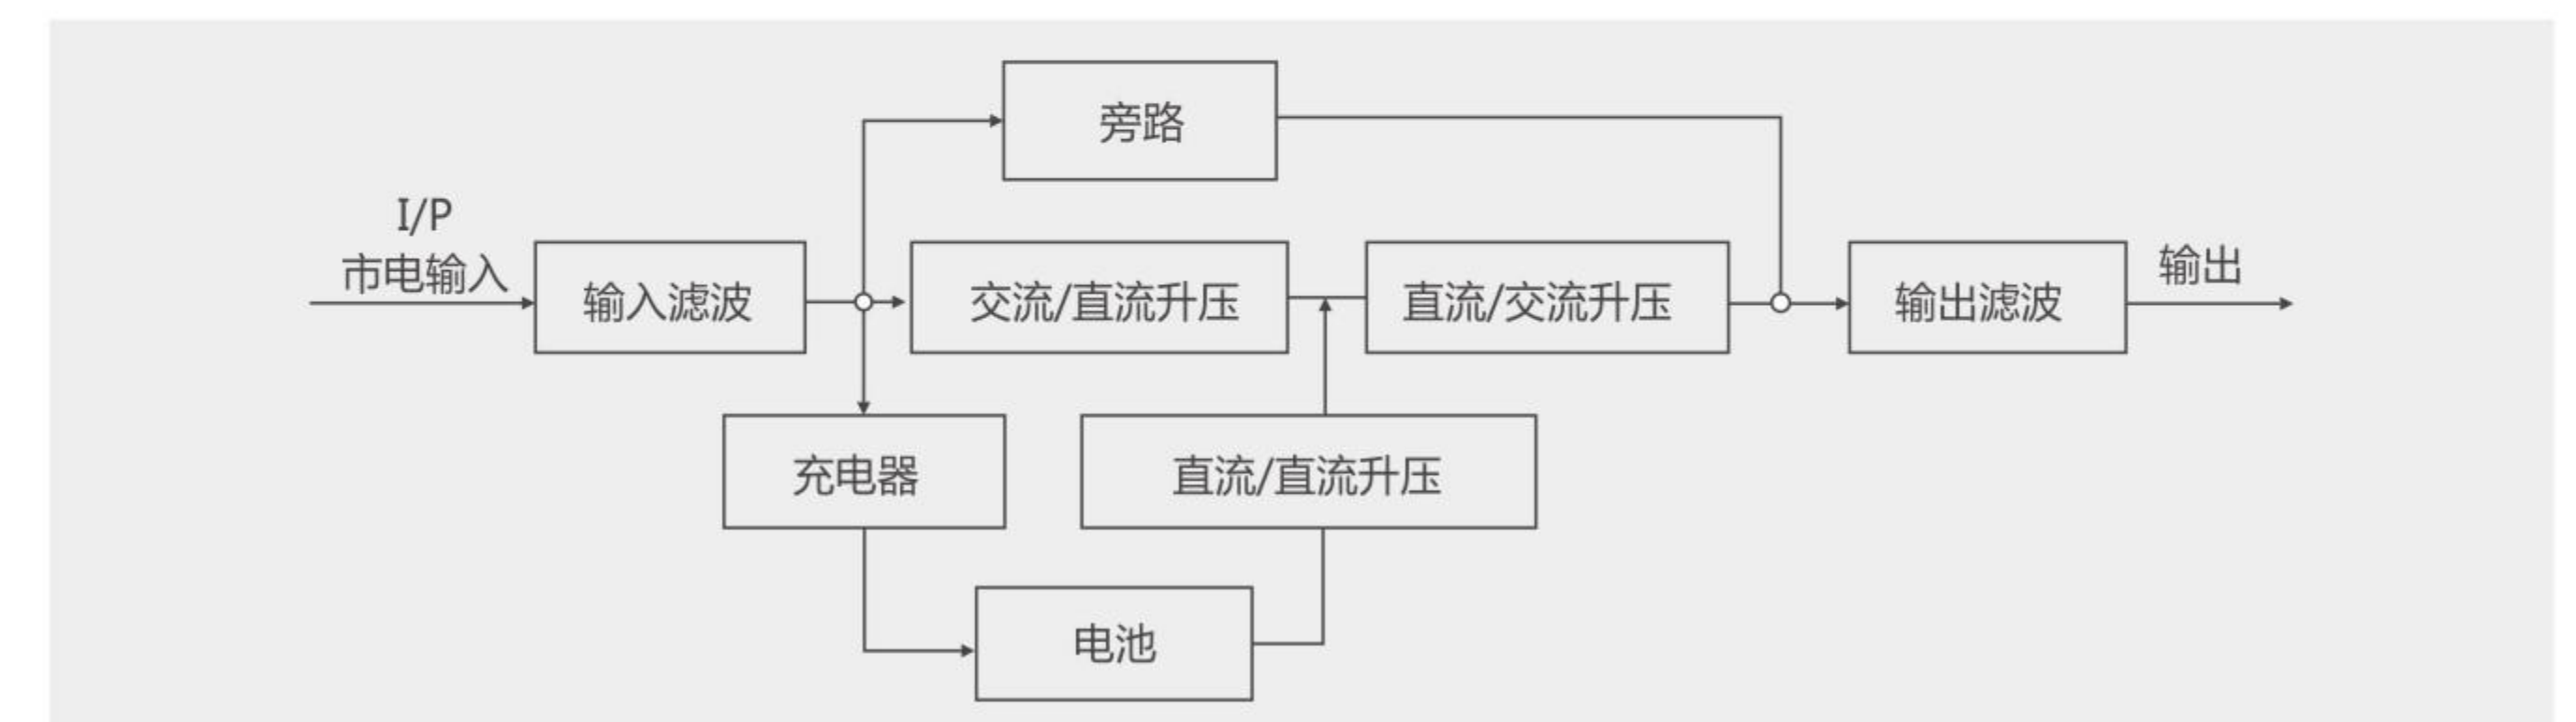 旁路
I/P
市电输入
输入滤波
交流/直流升压
直流/交流升压
输出滤波
输出
充电器
直流/直流升压
电池